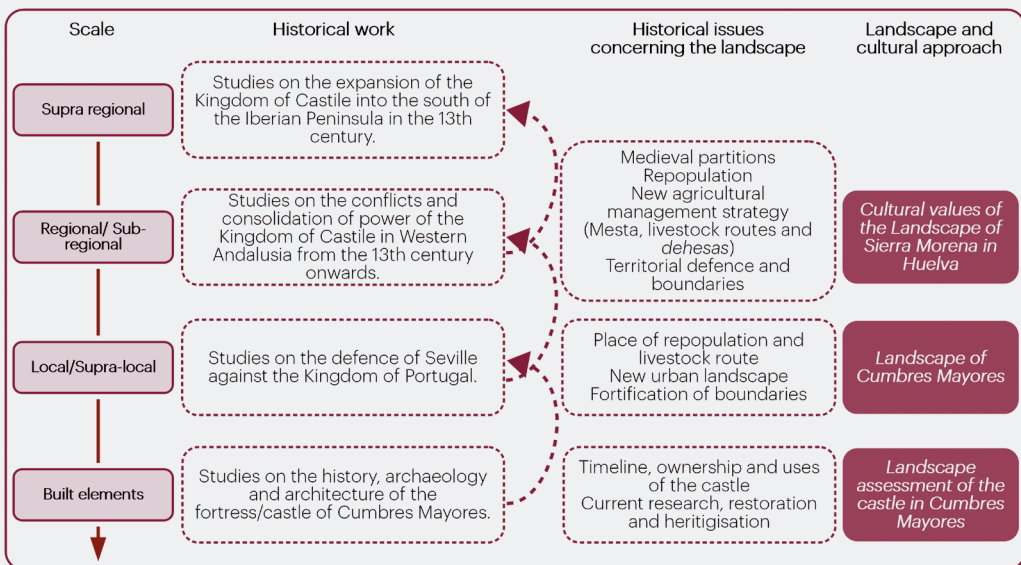 Scale
Historical work
Historical issues
concerning the landscape
Landscape and
cultural approach
Supra regional
Studies on the expansion of the
Kingdom of Castile into the south of
the Iberian Peninsula in the 13th
century.
Regional/ Sub-
regional
Studies on the conflicts and
consolidation of power of the
Kingdom of Castile in Western
Andalusia from the 13th century
onwards.
Medieval partitions
Repopulation
New agricultural
management strategy
(Mesta, livestock routes and
dehesas)
Territorial defence and
boundaries
Cultural values of
the Landscape of
Sierra Morena in
Huelva
Local/Supra-local
Studies on the defence of Seville
against the Kingdom of Portugal.
Place of repopulation and
livestock route
New urban landscape
Fortification of boundaries
Landscape of
Cumbres Mayores
Built elements
Studies on the history, archaeology
and architecture of the
fortress/castle of Cumbres Mayores.
Timeline, ownership and uses
of the castle
Current research, restoration
and heritigisation
Landscape
assessment of the
castle in Cumbres
Mayores